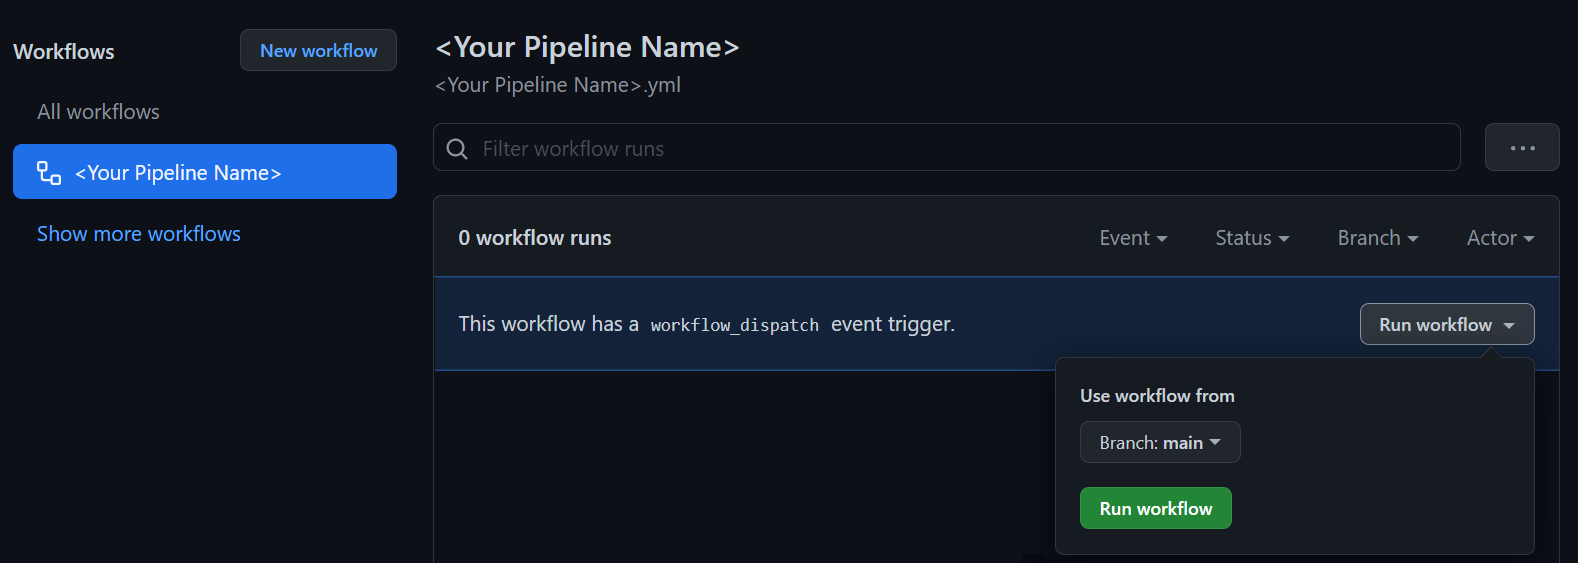 Workflows
New workflow
All workflows
<Your Pipeline Name>
Show more workflows
<Your Pipeline Name>
<Your Pipeline Name>.yml
Filter workflow runs
0 workflow runs
Event
Status
Branch
Actor
This workflow has a workflow_dispatch event trigger.
Run workflow
Use workflow from
Branch: main
Run workflow